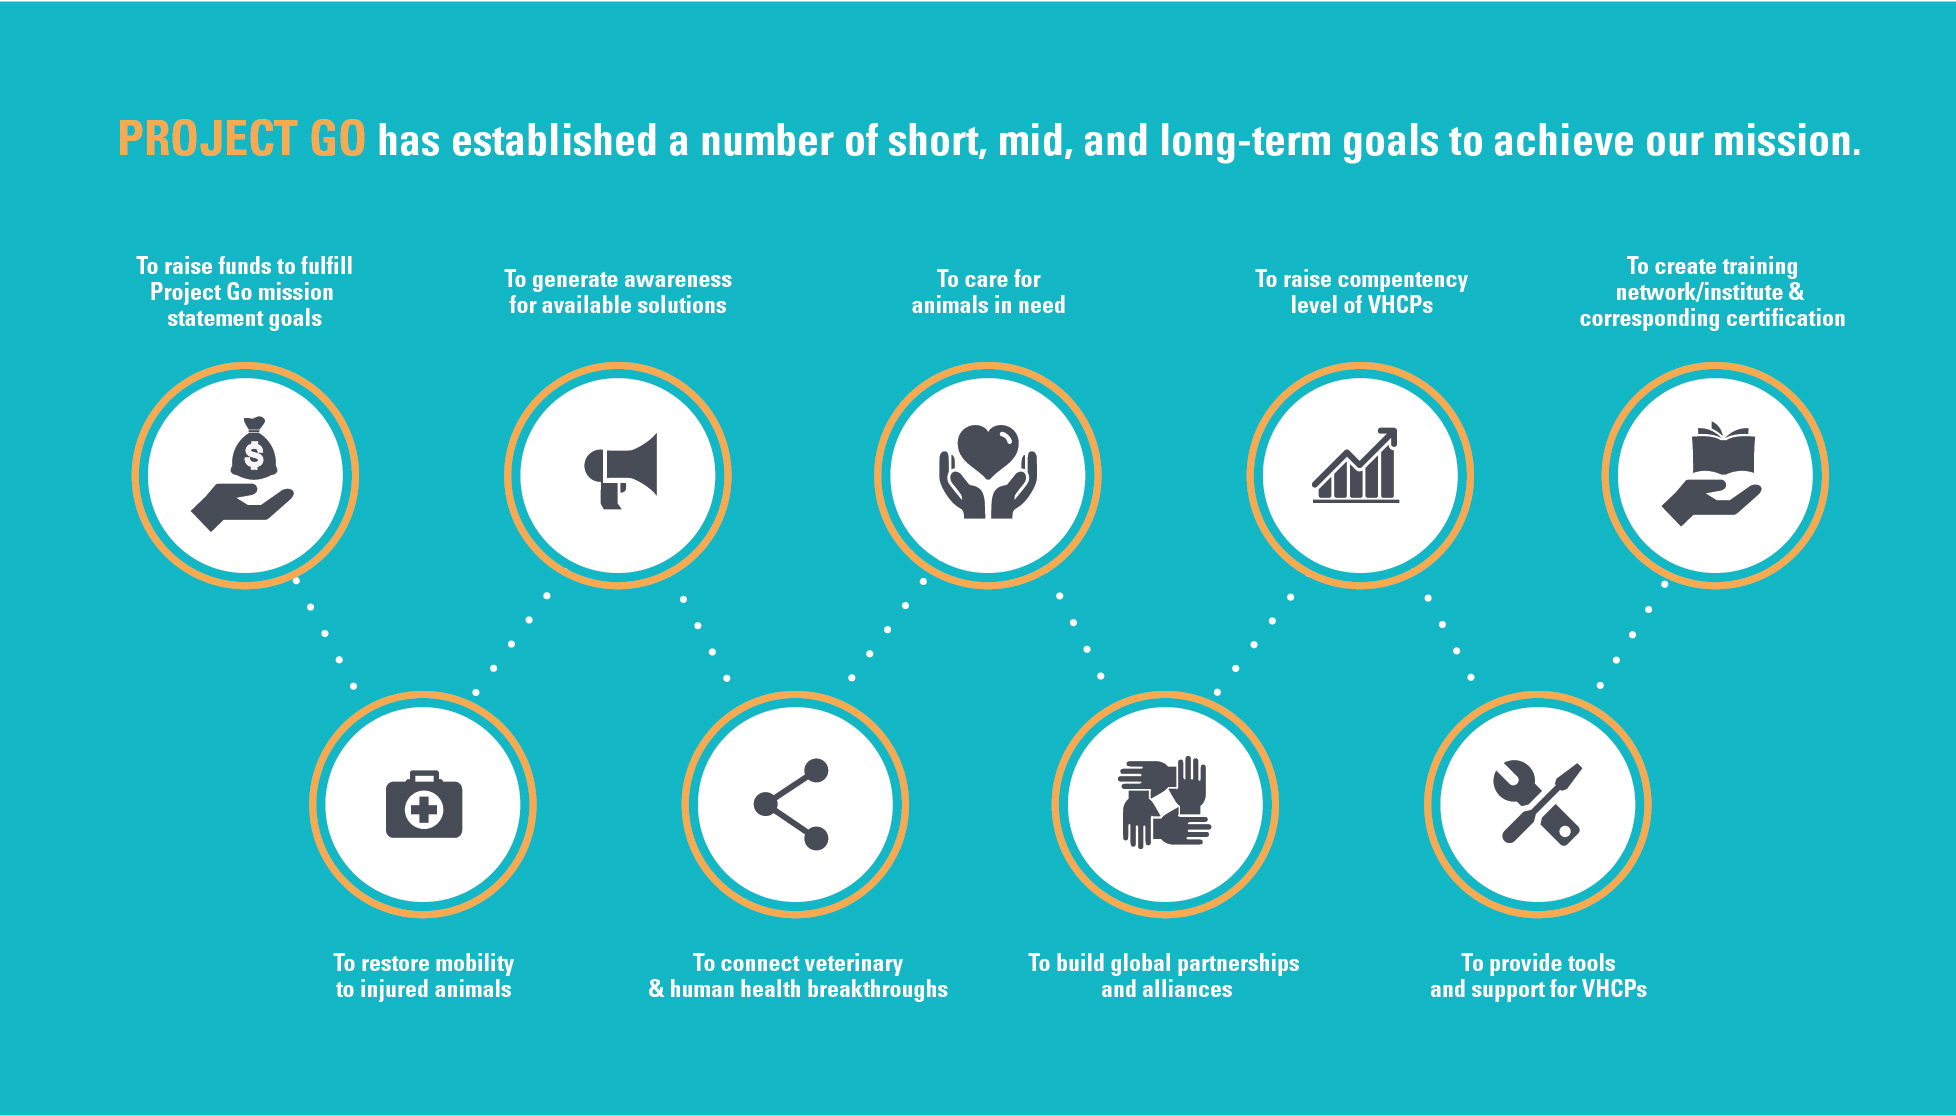 PROJECT GO has established a number of short, mid, and long-term goals to achieve our mission.
To raise funds to fulfill
Project Go mission
statement goals
To generate awareness
for available solutions
To care for
animals in need
To raise compentency
level of VHCPs
To create training
network/institute &
corresponding certification
$
To restore mobility
to injured animals
To connect veterinary
& human health breakthroughs
To build global partnerships
and alliances
To provide tools
and support for VHCPs